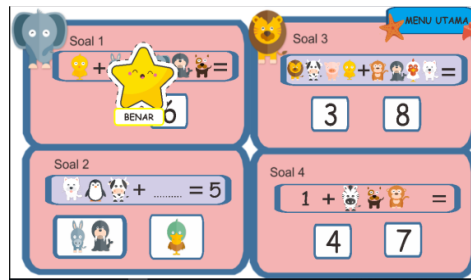 MENU UTAMA
Soal 1
+ + =
BENAR
6
Soal 3
+ =
3 8
Soal 2
+ ......... = 5
Soal 4
1 + =
4 7